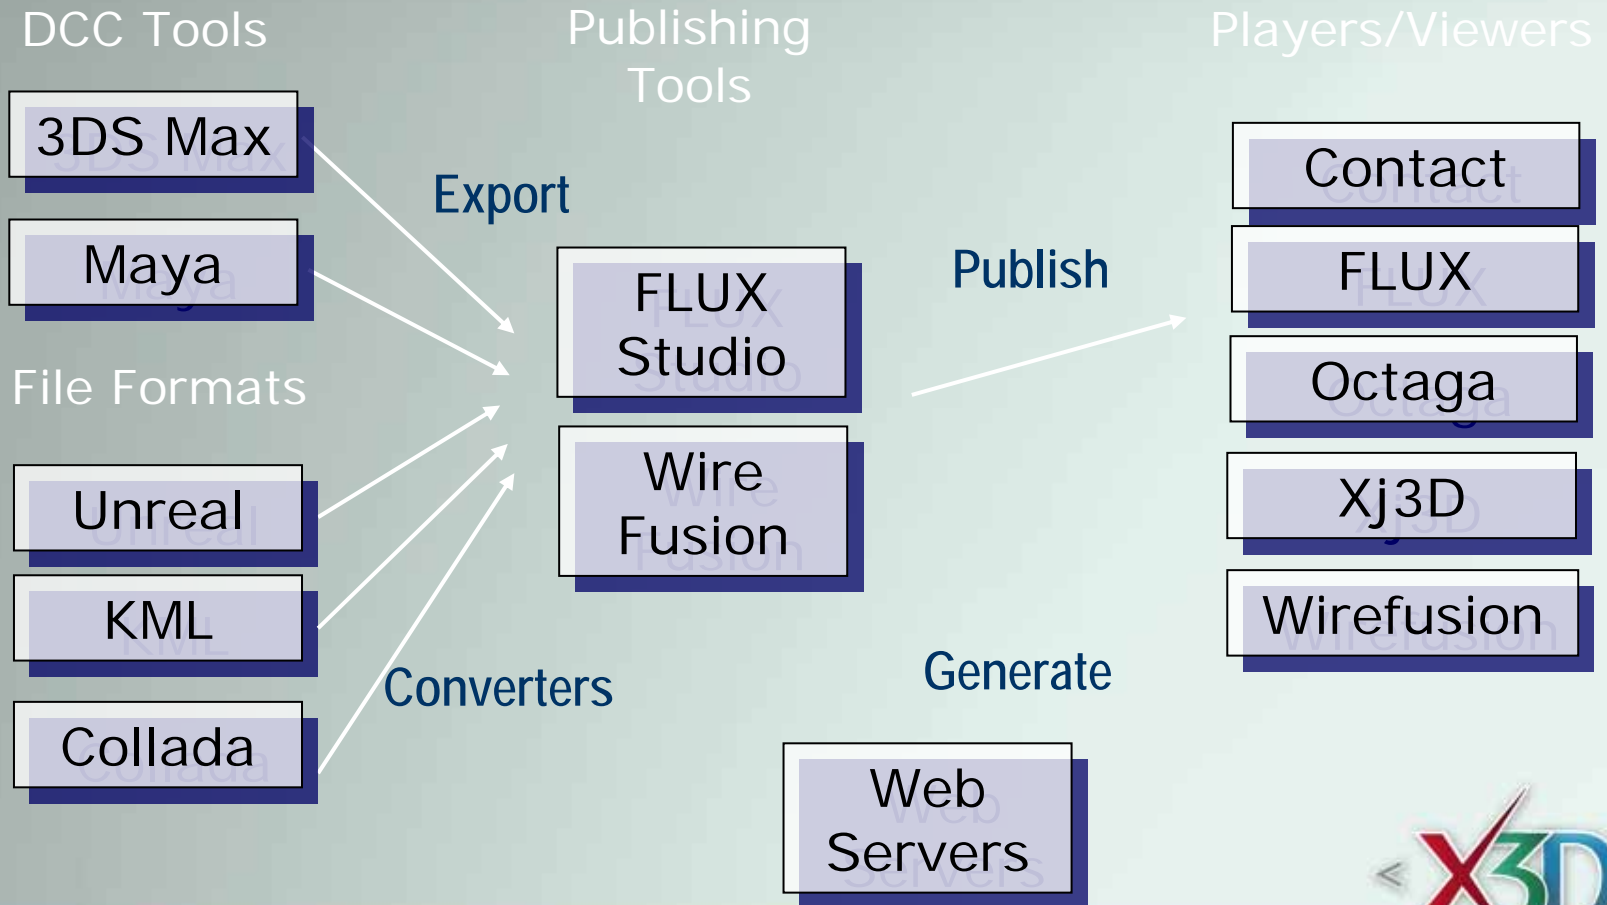 DCC Tools
Publishing
Tools
Players/Viewers
3DS Max
Maya
Export
File Formats
Unreal
KML
Collada
Converters
FLUX
Studio
Wire
Fusion
Publish
Generate
Web
Servers
Contact
FLUX
Octaga
Xj3D
Wirefusion
< X3D